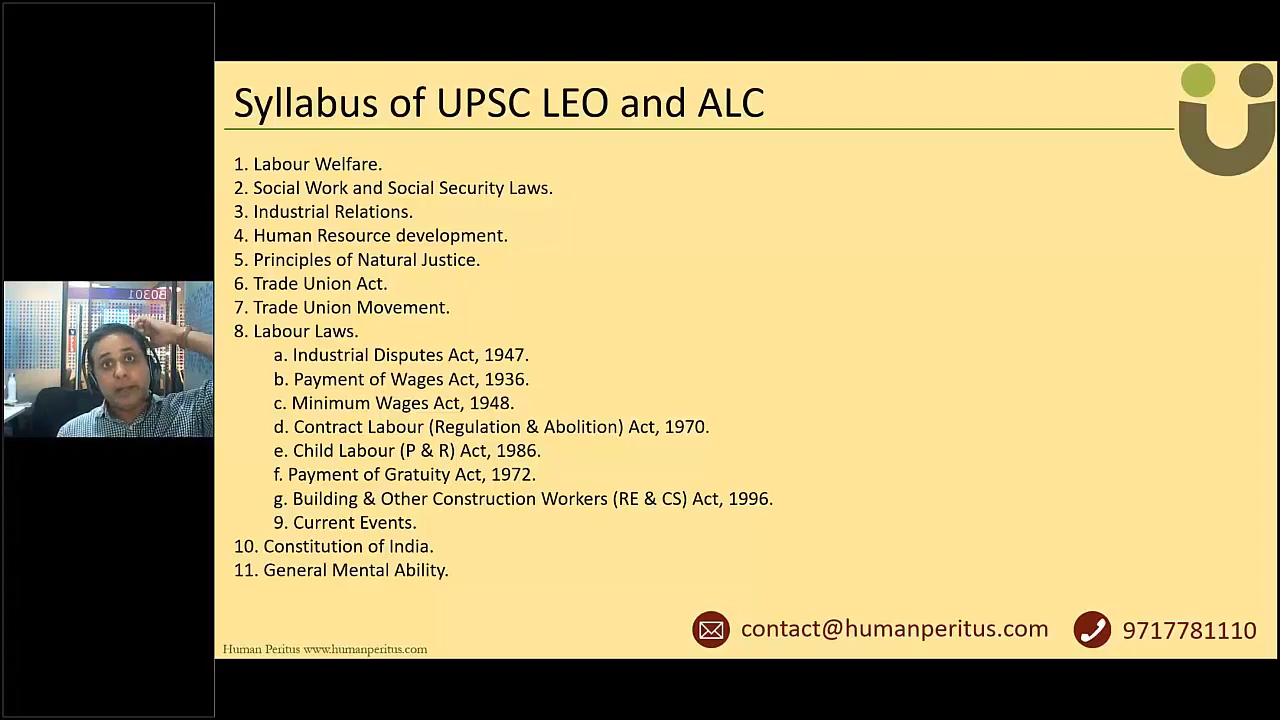 Syllabus of UPSC LEO and ALC
1. Labour Welfare.
2. Social Work and Social Security Laws.
3. Industrial Relations.
4. Human Resource development.
5. Principles of Natural Justice.
6. Trade Union Act.
7. Trade Union Movement.
8. Labour Laws.
a. Industrial Disputes Act, 1947.
b. Payment of Wages Act, 1936.
c. Minimum Wages Act, 1948.
d. Contract Labour (Regulation & Abolition) Act, 1970.
e. Child Labour (P & R) Act, 1986.
f. Payment of Gratuity Act, 1972.
g. Building & Other Construction Workers (RE & CS) Act, 1996.
9. Current Events.
10. Constitution of India.
11. General Mental Ability.
contact@humanperitus.com 9717781110
Human Peritus www.humanperitus.com
B0301